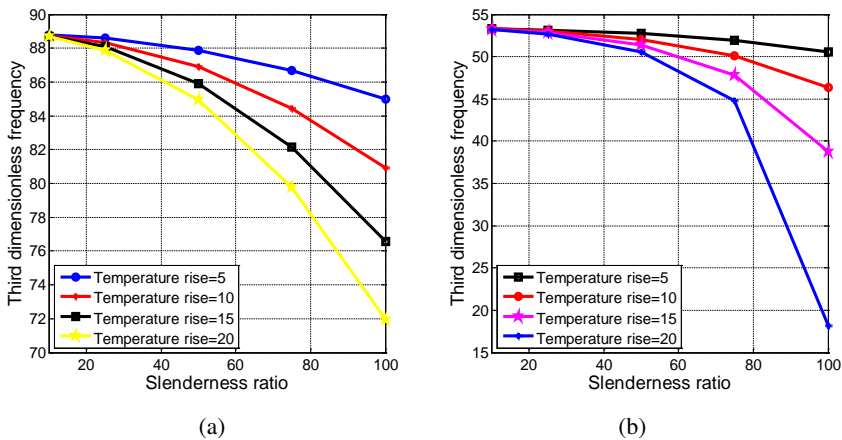 90
88
86
84
82
80
78
76
74
72
70
Third dimensionless frequency
Temperature rise=5
Temperature rise=10
Temperature rise=15
Temperature rise=20
20 40 60 80 100
Slenderness ratio
(a)
55
50
45
40
35
30
25
20
15
Third dimensionless frequency
Temperature rise=5
Temperature rise=10
Temperature rise=15
Temperature rise=20
20 40 60 80 100
Slenderness ratio
(b)